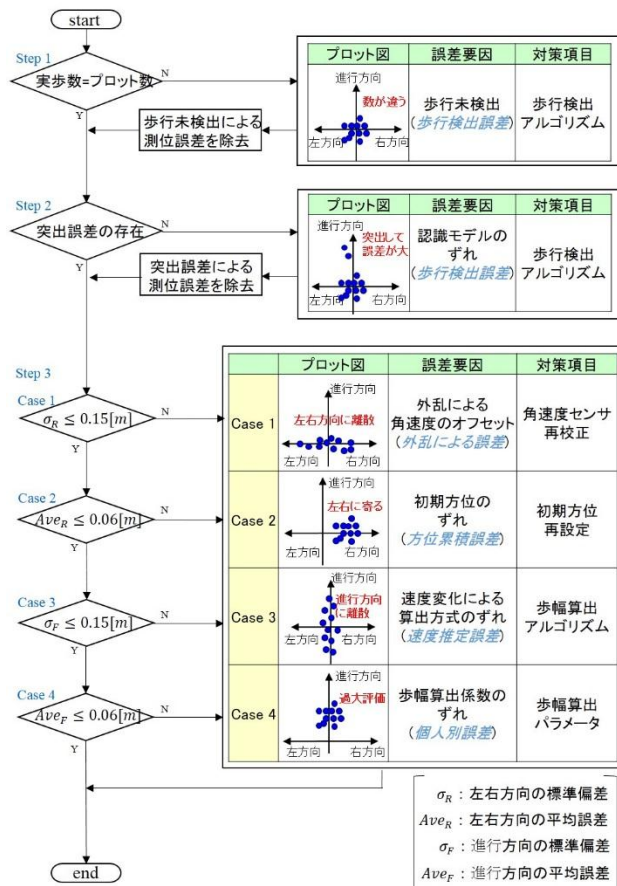 start
Step 1
実歩数=プロット数
N
Y
歩行未検出による
測位誤差を除去
プロット図
誤差要因
対策項目
進行方向
数が違う
左方向
右方向
歩行未検出
(歩行検出誤差)
歩行検出
アルゴリズム
Step 2
突出誤差の存在
N
Y
突出誤差による
測位誤差を除去
プロット図
誤差要因
対策項目
進行方向
突出して
誤差が大
左方向
右方向
認識モデルの
ずれ
(歩行検出誤差)
歩行検出
アルゴリズム
Step 3
Case 1
σ_R ≤ 0.15[m]
N
Y
Case 2
Ave_R ≤ 0.06[m]
N
Y
Case 3
σ_F ≤ 0.15[m]
N
Y
Case 4
Ave_F ≤ 0.06[m]
N
Y
end
プロット図
誤差要因
対策項目
Case 1
進行方向
左右方向に離散
左方向
右方向
外乱による
角速度のオフセット
(外乱による誤差)
角速度センサ
再校正
Case 2
進行方向
左右に寄る
左方向
右方向
初期方位の
ずれ
(方位累積誤差)
初期方位
再設定
Case 3
進行方向
進行方向
に離散
左方向
右方向
速度変化による
算出方式のずれ
(速度推定誤差)
歩幅算出
アルゴリズム
Case 4
進行方向
過大評価
左方向
右方向
歩幅算出係数の
ずれ
(個人別誤差)
歩幅算出
パラメータ
σ_R：左右方向の標準偏差
Ave_R：左右方向の平均誤差
σ_F：進行方向の標準偏差
Ave_F：進行方向の平均誤差